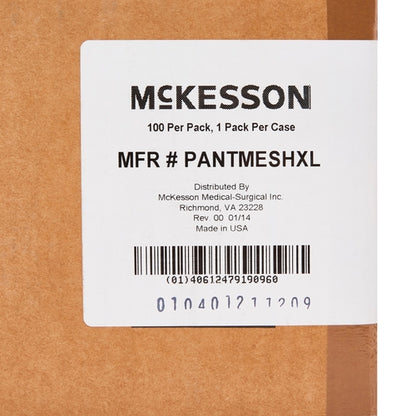 McKESSON
100 Per Pack, 1 Pack Per Case
MFR # PANTMESHXL
Distributed By
McKesson Medical-Surgical Inc.
Richmond, VA 23228
Rev. 00 01/14
Made in USA
(01)40612479190960
010401211209